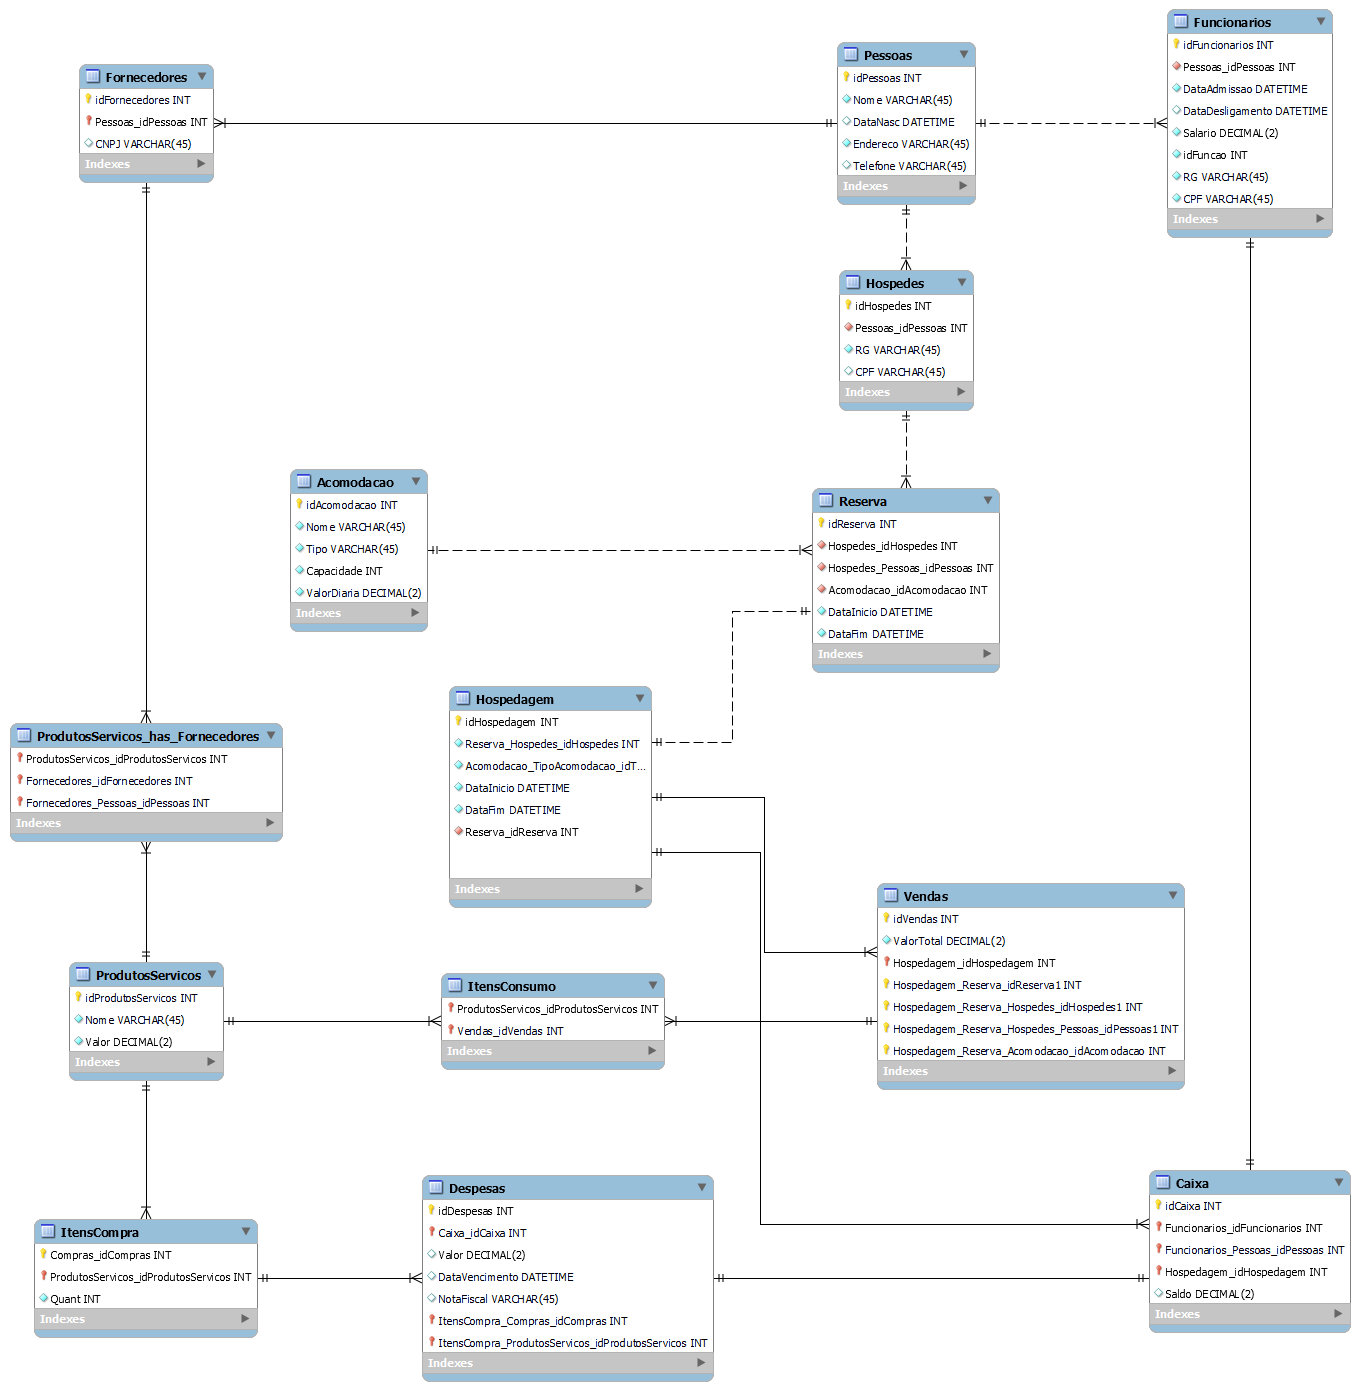 Fornecedores
idFornecedores INT
Pessoas_idPessoas INT
CNPJ VARCHAR(45)
Indexes
Pessoas
idPessoas INT
Nome VARCHAR(45)
DataNasc DATETIME
Endereco VARCHAR(45)
Telefone VARCHAR(45)
Indexes
Funcionarios
idFuncionários INT
Pessoas_idPessoas INT
DataAdmissao DATETIME
DataDesligamento DATETIME
Salario DECIMAL(2)
idFuncao INT
RG VARCHAR(45)
CPF VARCHAR(45)
Indexes
Hospedes
idHospedes INT
Pessoas_idPessoas INT
RG VARCHAR(45)
CPF VARCHAR(45)
Indexes
Acomodacao
idAcomodacao INT
Nome VARCHAR(45)
Tipo VARCHAR(45)
Capacidade INT
ValorDiaria DECIMAL(2)
Indexes
Reserva
idReserva INT
Hospedes_idHospedes INT
Hospedes_Pessoas_idPessoas INT
Acomodacao_idAcomodacao INT
DataInicio DATETIME
DataFim DATETIME
Indexes
Hospedagem
idHospedagem INT
Reserva_Hospedes_idHospedes INT
Acomodacao_TipoAcomodacao_idT...
DataInicio DATETIME
DataFim DATETIME
Reserva_idReserva INT
Indexes
ProdutosServicos_has_Fornecedores
ProdutosServicos_idProdutosServicos INT
Fornecedores_idFornecedores INT
Fornecedores_Pessoas_idPessoas INT
Indexes
Vendas
idVendas INT
ValorTotal DECIMAL(2)
Hospedagem_idHospedagem INT
Hospedagem_Reserva_idReserva1 INT
Hospedagem_Reserva_Hospedes_idHospedes1 INT
Hospedagem_Reserva_Hospedes_Pessoas_idPessoas1 INT
Hospedagem_Reserva_Acomodacao_idAcomodacao INT
Indexes
ProdutosServicos
idProdutosServicos INT
Nome VARCHAR(45)
Valor DECIMAL(2)
Indexes
ItensConsumo
ProdutosServicos_idProdutosServicos INT
Vendas_idVendas INT
Indexes
ItensCompra
Compras_idCompras INT
ProdutosServicos_idProdutosServicos INT
Quant INT
Indexes
Despesas
idDespesas INT
Caixa_idCaixa INT
Valor DECIMAL(2)
DataVencimento DATETIME
NotaFiscal VARCHAR(45)
ItensCompra_Compras_idCompras INT
ItensCompra_ProdutosServicos_idProdutosServicos INT
Indexes
Caixa
idCaixa INT
Funcionarios_idFuncionarios INT
Funcionarios_Pessoas_idPessoas INT
Hospedagem_idHospedagem INT
Saldo DECIMAL(2)
Indexes